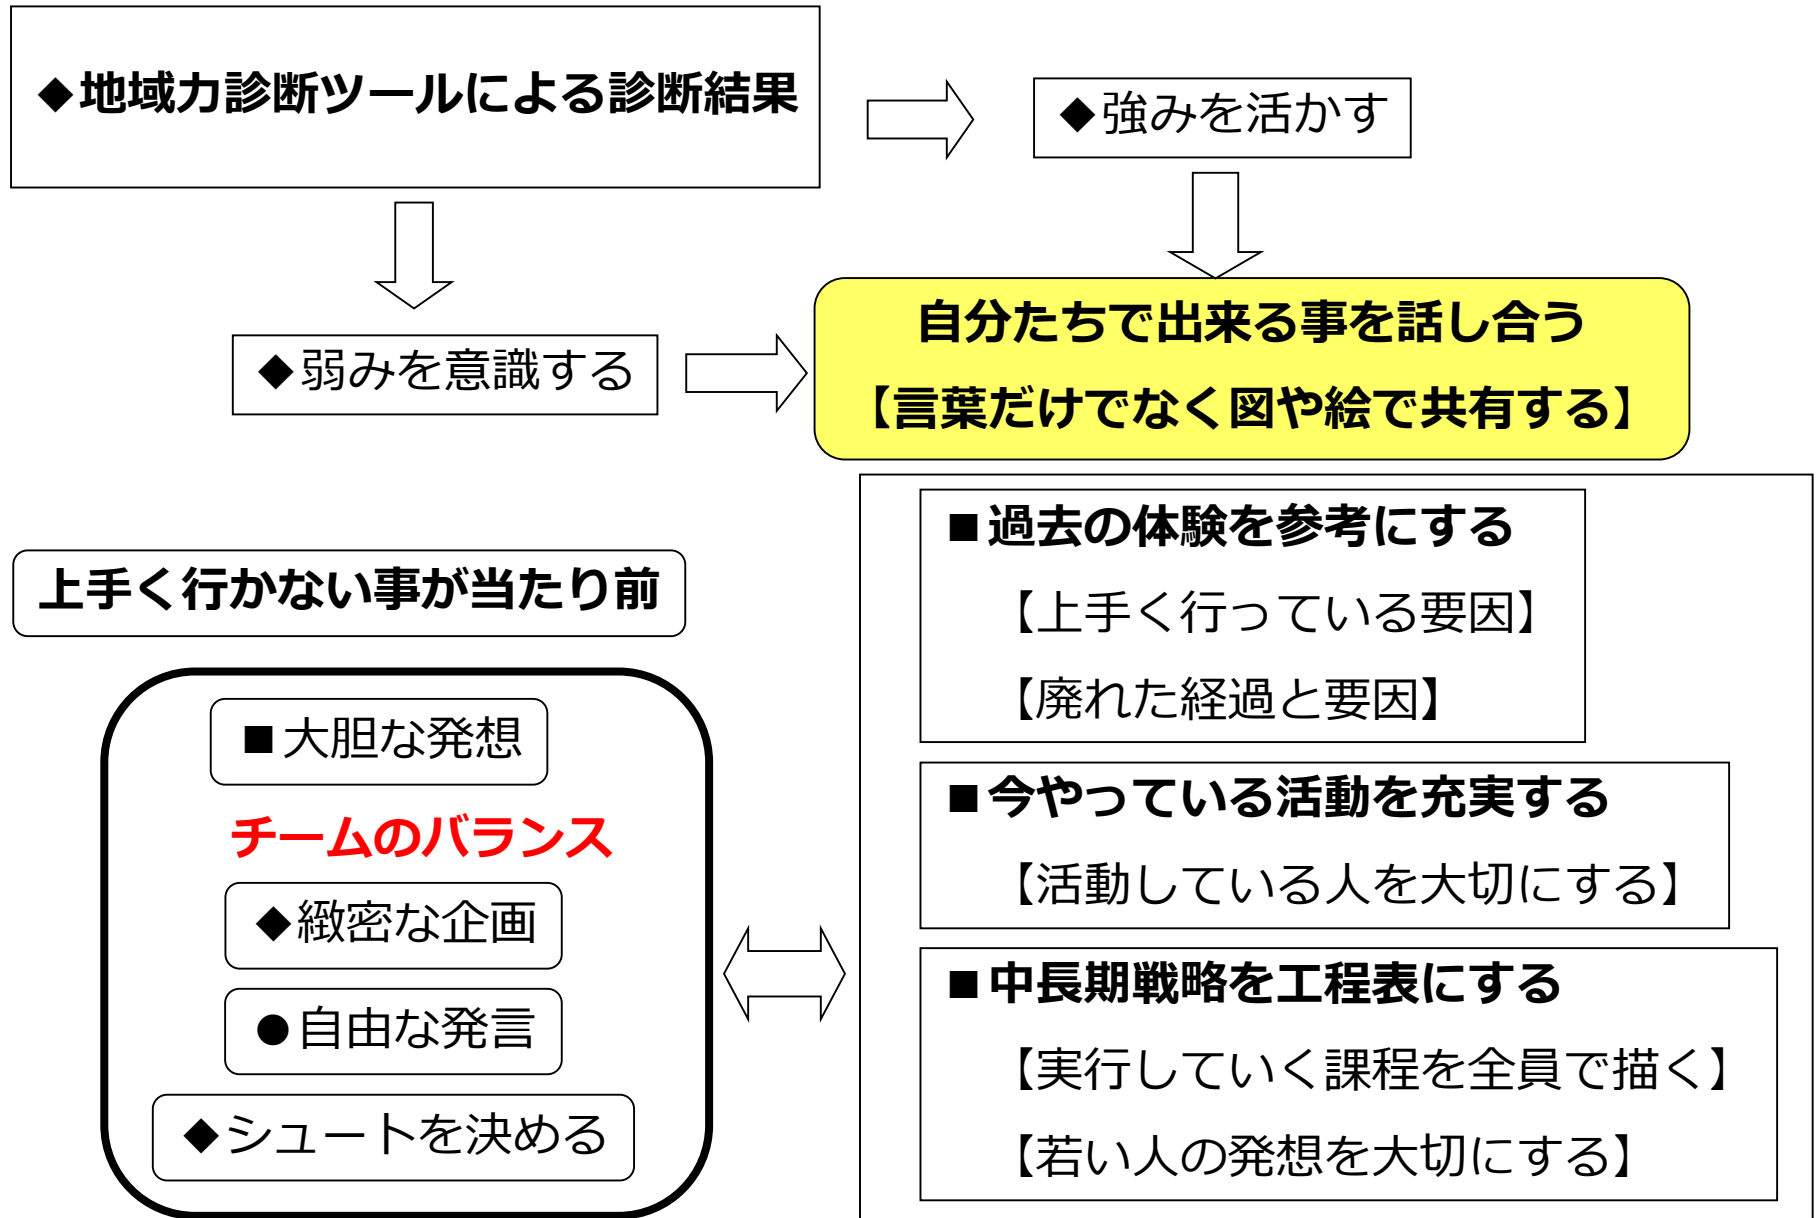 ◆地域力診断ツールによる診断結果
◆強みを活かす
◆弱みを意識する
自分たちで出来る事を話し合う
【言葉だけでなく図や絵で共有する】
上手く行かない事が当たり前
■大胆な発想
チームのバランス
◆緻密な企画
●自由な発言
◆シュートを決める
■過去の体験を参考にする
【上手く行っている要因】
【廃れた経過と要因】
■今やっている活動を充実する
【活動している人を大切にする】
■中長期戦略を工程表にする
【実行していく課程を全員で描く】
【若い人の発想を大切にする】